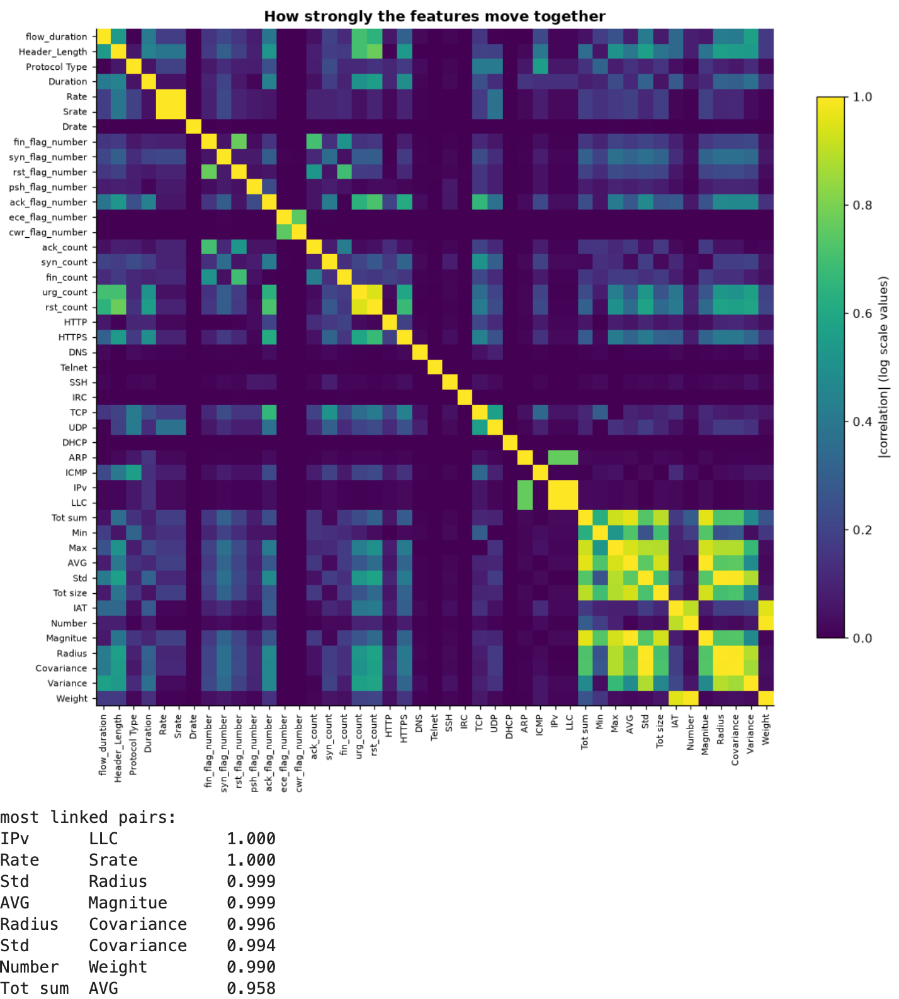 How strongly the features move together
flow_duration
Header_Length
Protocol Type
Duration
Rate
Srate
Drate
fin_flag_number
syn_flag_number
rst_flag_number
psh_flag_number
ack_flag_number
ece_flag_number
cwr_flag_number
ack_count
syn_count
fin_count
urg_count
rst_count
HTTP
HTTPS
DNS
Telnet
SSH
IRC
TCP
UDP
DHCP
ARP
ICMP
IPv
LLC
Tot sum
Min
Max
AVG
Std
Tot size
IAT
Number
Magnitue
Radius
Covariance
Variance
Weight
flow_duration
Header_Length
Protocol Type
Duration
Rate
Srate
Drate
fin_flag_number
syn_flag_number
rst_flag_number
psh_flag_number
ack_flag_number
ece_flag_number
cwr_flag_number
ack_count
syn_count
fin_count
urg_count
rst_count
HTTP
HTTPS
DNS
Telnet
SSH
IRC
TCP
UDP
DHCP
ARP
ICMP
IPv
LLC
Tot sum
Min
Max
AVG
Std
Tot size
IAT
Number
Magnitue
Radius
Covariance
Variance
Weight
1.0
0.8
0.6
0.4
0.2
0.0
|correlation| (log scale values)
most linked pairs:
IPv LLC 1.000
Rate Srate 1.000
Std Radius 0.999
AVG Magnitue 0.999
Radius Covariance 0.996
Std Covariance 0.994
Number Weight 0.990
Tot sum AVG 0.958